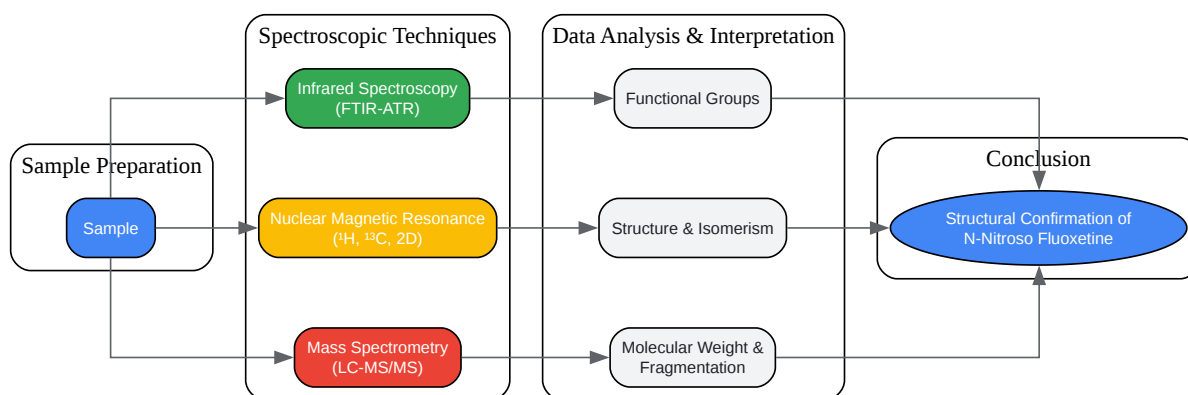 Sample Preparation
Sample
Spectroscopic Techniques
Infrared Spectroscopy
(FTIR-ATR)
Nuclear Magnetic Resonance
(¹H, ¹³C, 2D)
Mass Spectrometry
(LC-MS/MS)
Data Analysis & Interpretation
Functional Groups
Structure & Isomerism
Molecular Weight &
Fragmentation
Conclusion
Structural Confirmation of
N-Nitroso Fluoxetine